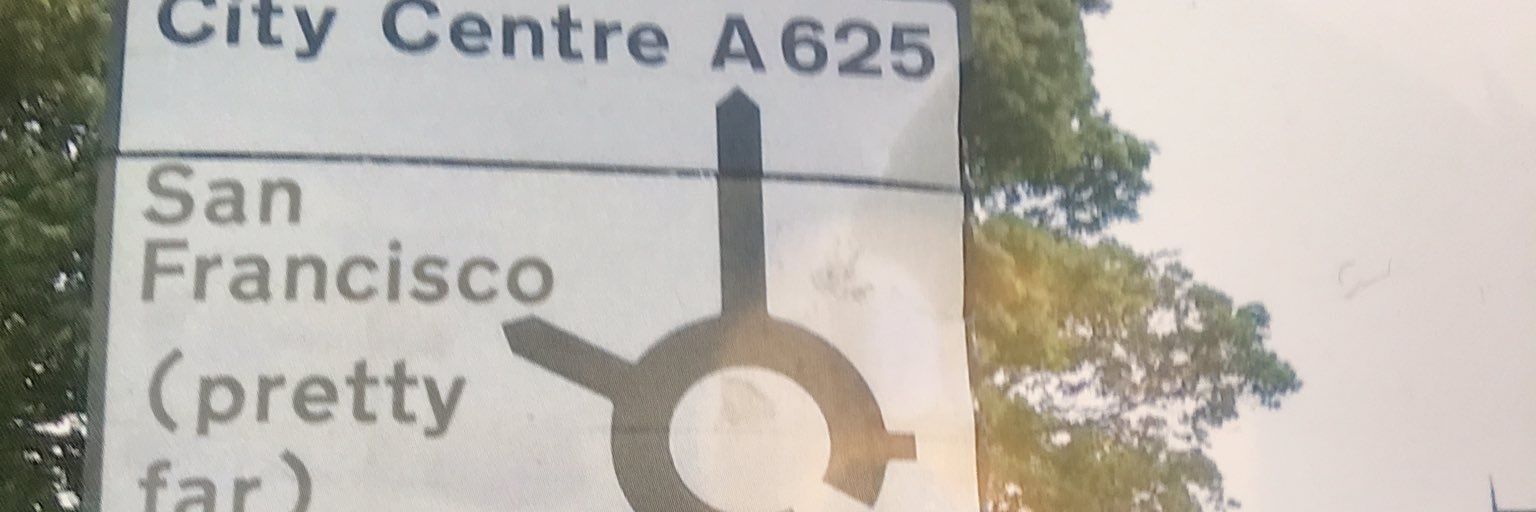 City Centre A625
San
Francisco
(pretty
far)